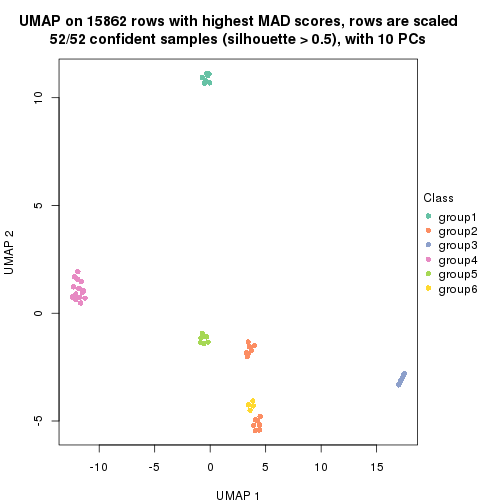 UMAP on 15862 rows with highest MAD scores, rows are scaled
52/52 confident samples (silhouette > 0.5), with 10 PCs
10
5
0
-5
UMAP 2
-10
-5
0
5
10
15
UMAP 1
Class
group1
group2
group3
group4
group5
group6